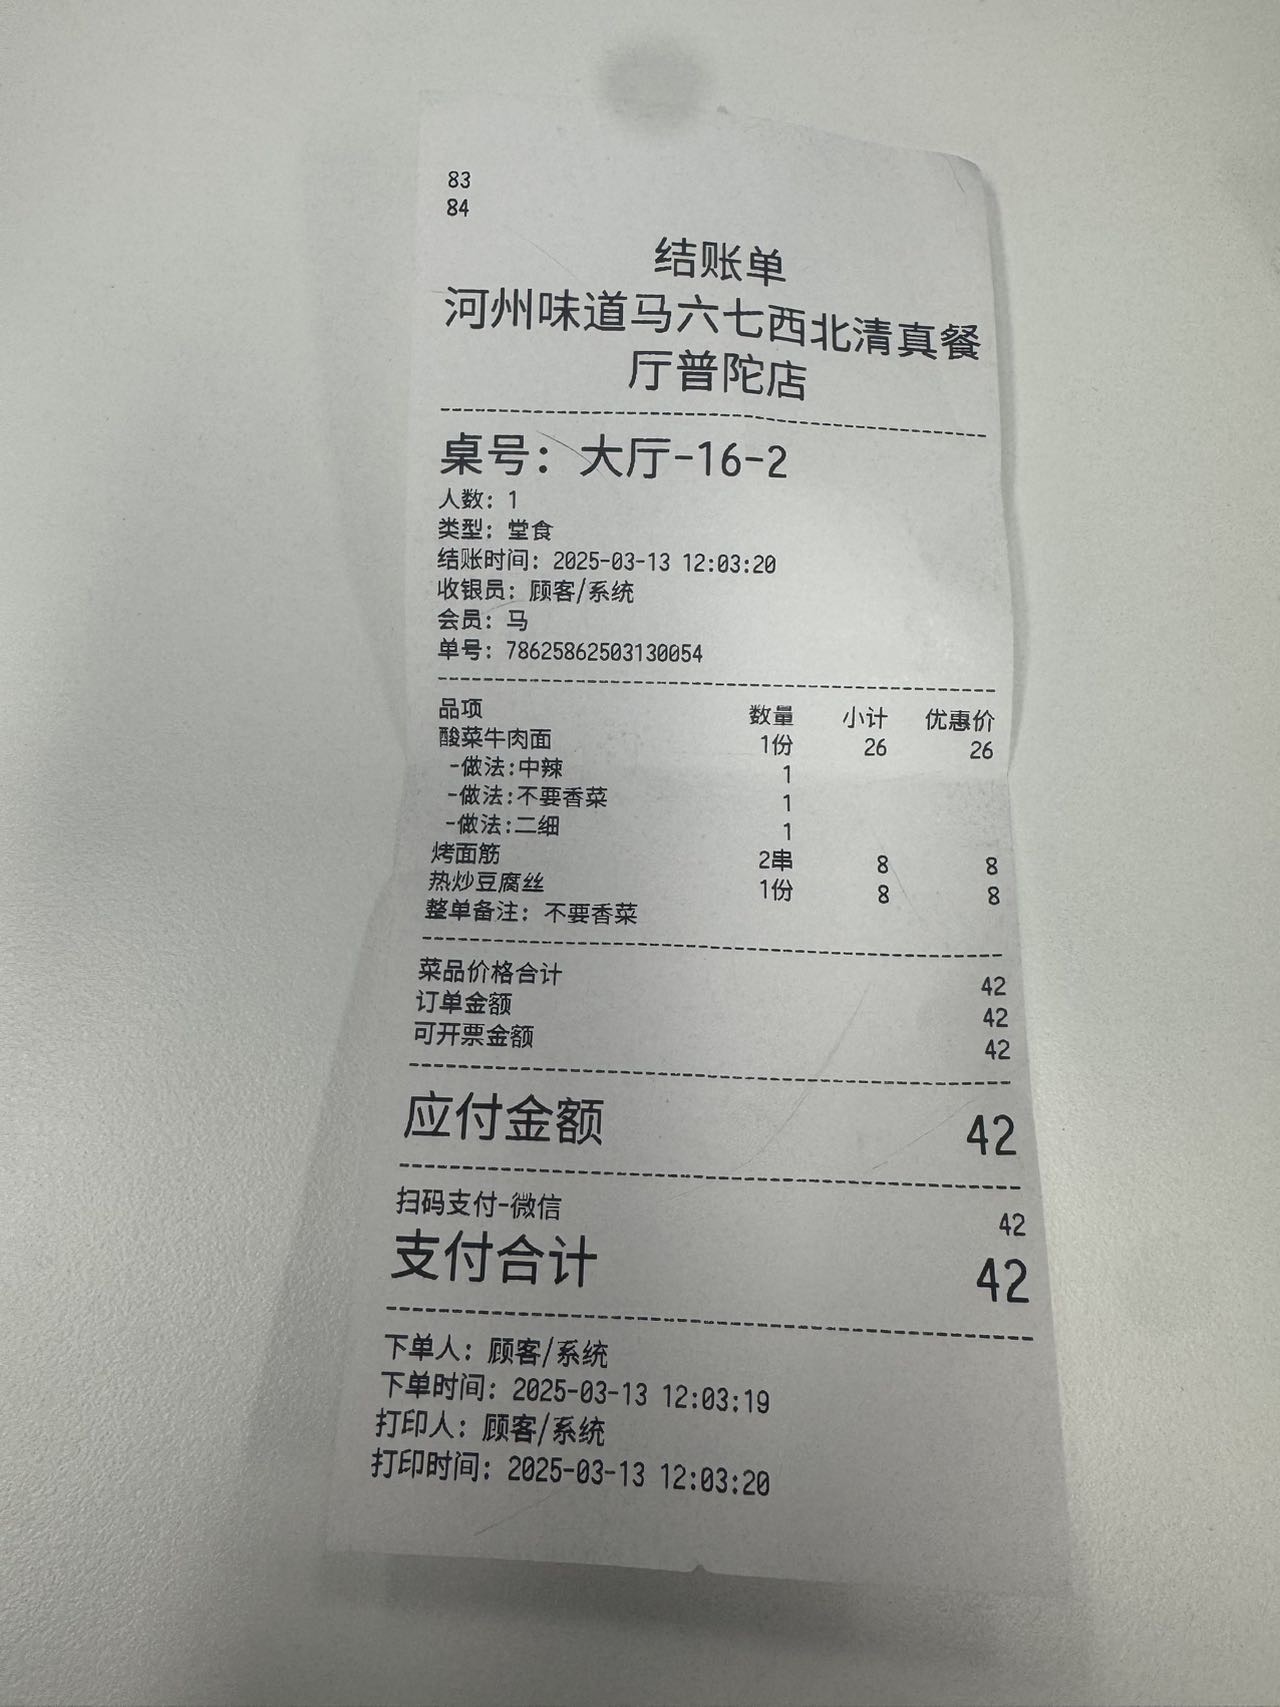 83
84
结账单
河州味道马六七西北清真餐
厅普陀店
桌号：大厅-16-2
人数：1
类型：堂食
结账时间：2025-03-13 12:03:20
收银员：顾客/系统
会员：马
单号：78625862503130054
品项 数量 小计 优惠价
酸菜牛肉面 1份 26 26
-做法:中辣 1
-做法:不要香菜 1
-做法:二细 1
烤面筋 2串 8 8
热炒豆腐丝 1份 8 8
整单备注：不要香菜
菜品价格合计 42
订单金额 42
可开票金额 42
应付金额 42
扫码支付-微信 42
支付合计 42
下单人：顾客/系统
下单时间：2025-03-13 12:03:19
打印人：顾客/系统
打印时间：2025-03-13 12:03:20